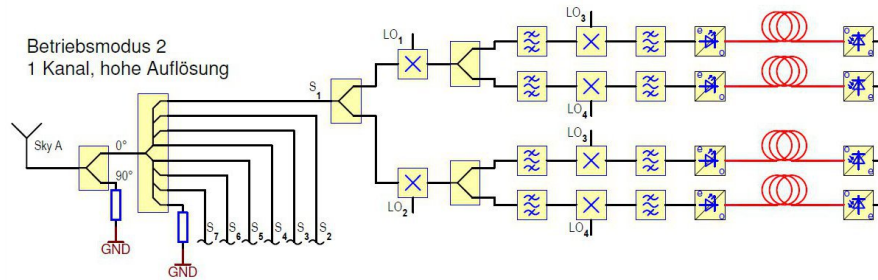 Betriebsmodus 2
1 Kanal, hohe Auflösung
Sky A
0°
90°
GND
GND
S7
S6
S5
S4
S3
S2
S1
LO1
LO2
LO3
LO4
LO3
LO4
e
o
o
e
e
o
o
e
e
o
o
e
e
o
o
e